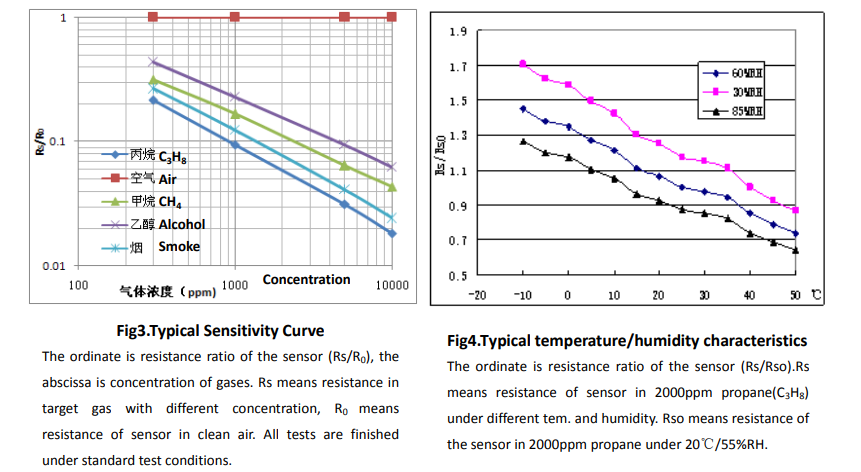 1
0.1
0.01
Rs/R₀
丙烷 C₃H₈
空气 Air
甲烷 CH₄
乙醇 Alcohol
烟 Smoke
100
1000
10000
气体浓度（ppm)
Concentration
Fig3.Typical Sensitivity Curve
The ordinate is resistance ratio of the sensor (Rs/R₀), the
abscissa is concentration of gases. Rs means resistance in
target gas with different concentration, R₀ means
resistance of sensor in clean air. All tests are finished
under standard test conditions.
1.9
1.7
1.5
1.3
1.1
0.9
0.7
0.5
Rs/Rs0
60%RH
30%RH
85%RH
-20
-10
0
10
20
30
40
50
℃
Fig4.Typical temperature/humidity characteristics
The ordinate is resistance ratio of the sensor (Rs/Rso).Rs
means resistance of sensor in 2000ppm propane(C₃H₈)
under different tem. and humidity. Rso means resistance of
the sensor in 2000ppm propane under 20℃/55%RH.